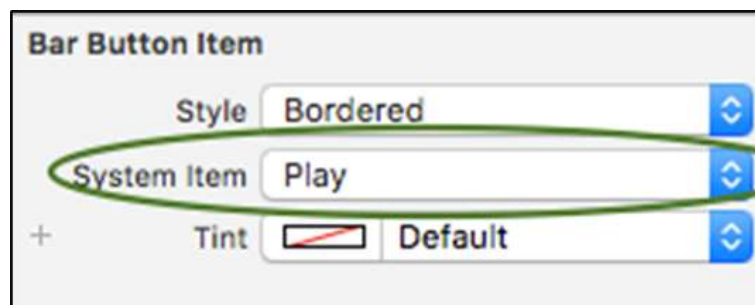 Bar Button Item
Style Bordered
System Item Play
+ Tint Default